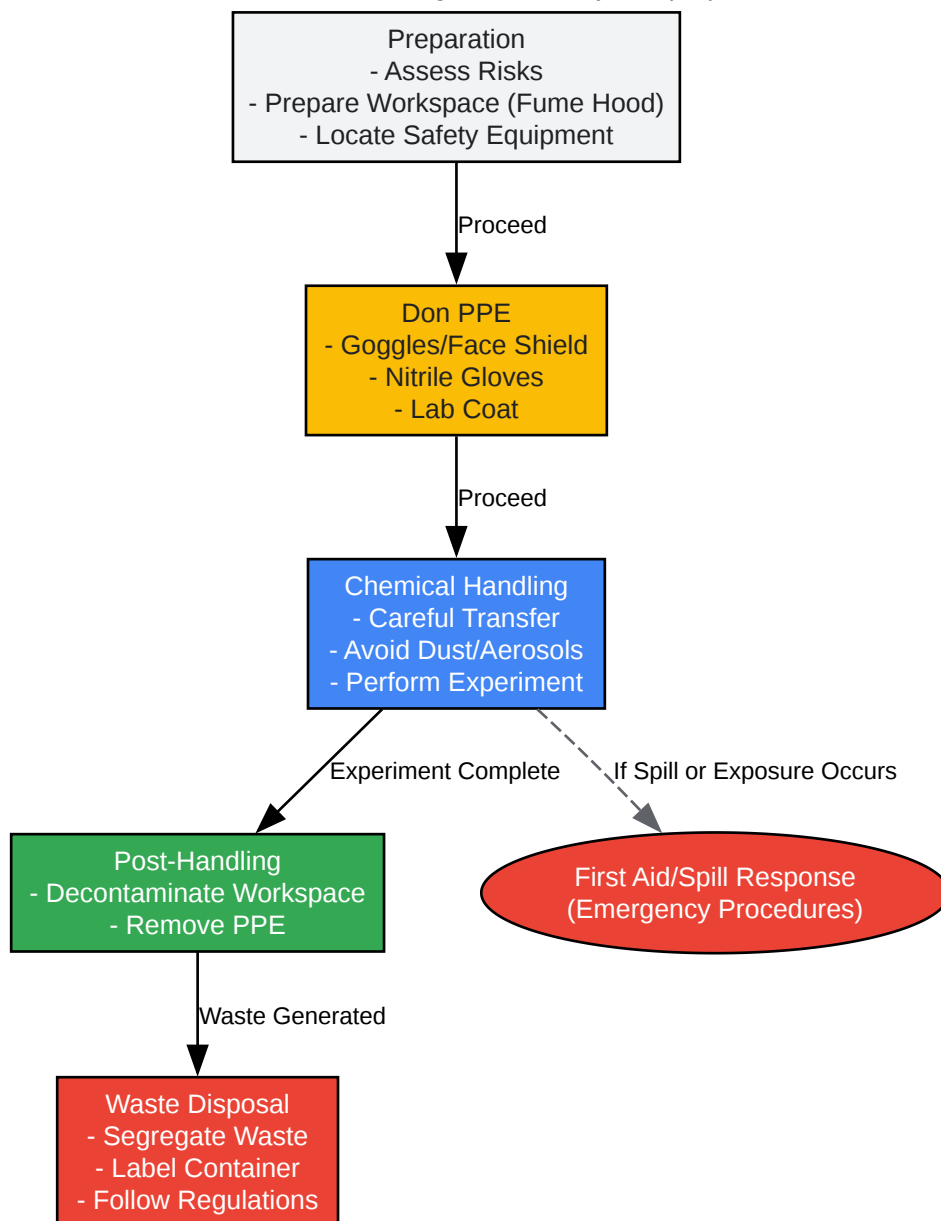 Preparation
- Assess Risks
- Prepare Workspace (Fume Hood)
- Locate Safety Equipment
Proceed
Don PPE
- Goggles/Face Shield
- Nitrile Gloves
- Lab Coat
Proceed
Chemical Handling
- Careful Transfer
- Avoid Dust/Aerosols
- Perform Experiment
Experiment Complete
If Spill or Exposure Occurs
Post-Handling
- Decontaminate Workspace
- Remove PPE
First Aid/Spill Response
(Emergency Procedures)
Waste Generated
Waste Disposal
- Segregate Waste
- Label Container
- Follow Regulations